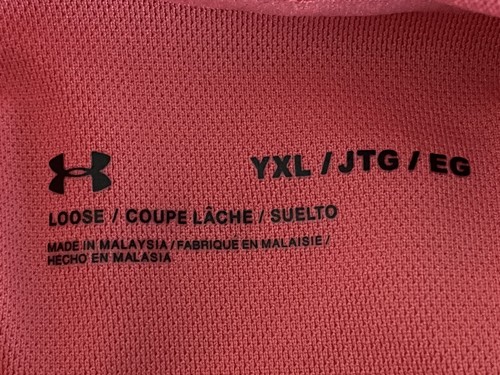 YXL / JTG / EG
LOOSE / COUPE LÂCHE / SUELTO
MADE IN MALAYSIA / FABRIQUE EN MALAISIE /
HECHO EN MALASIA